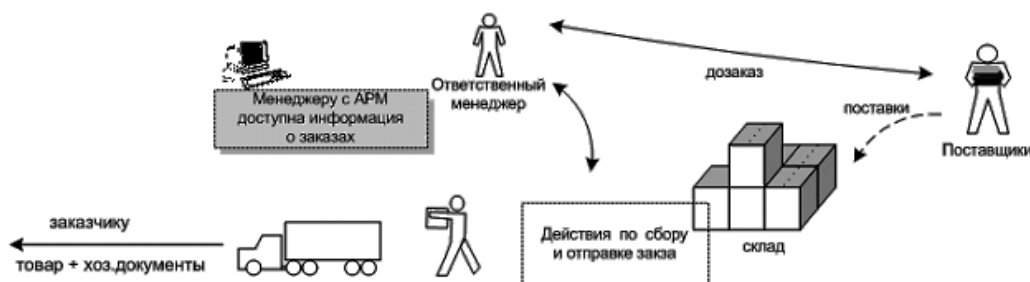 Ответственный
менеджер
Менеджеру с АРМ
доступна информация
о заказах
дозаказ
поставки
Поставщики
заказчику
товар + хоз.документы
Действия по сбору
и отправке закза
склад